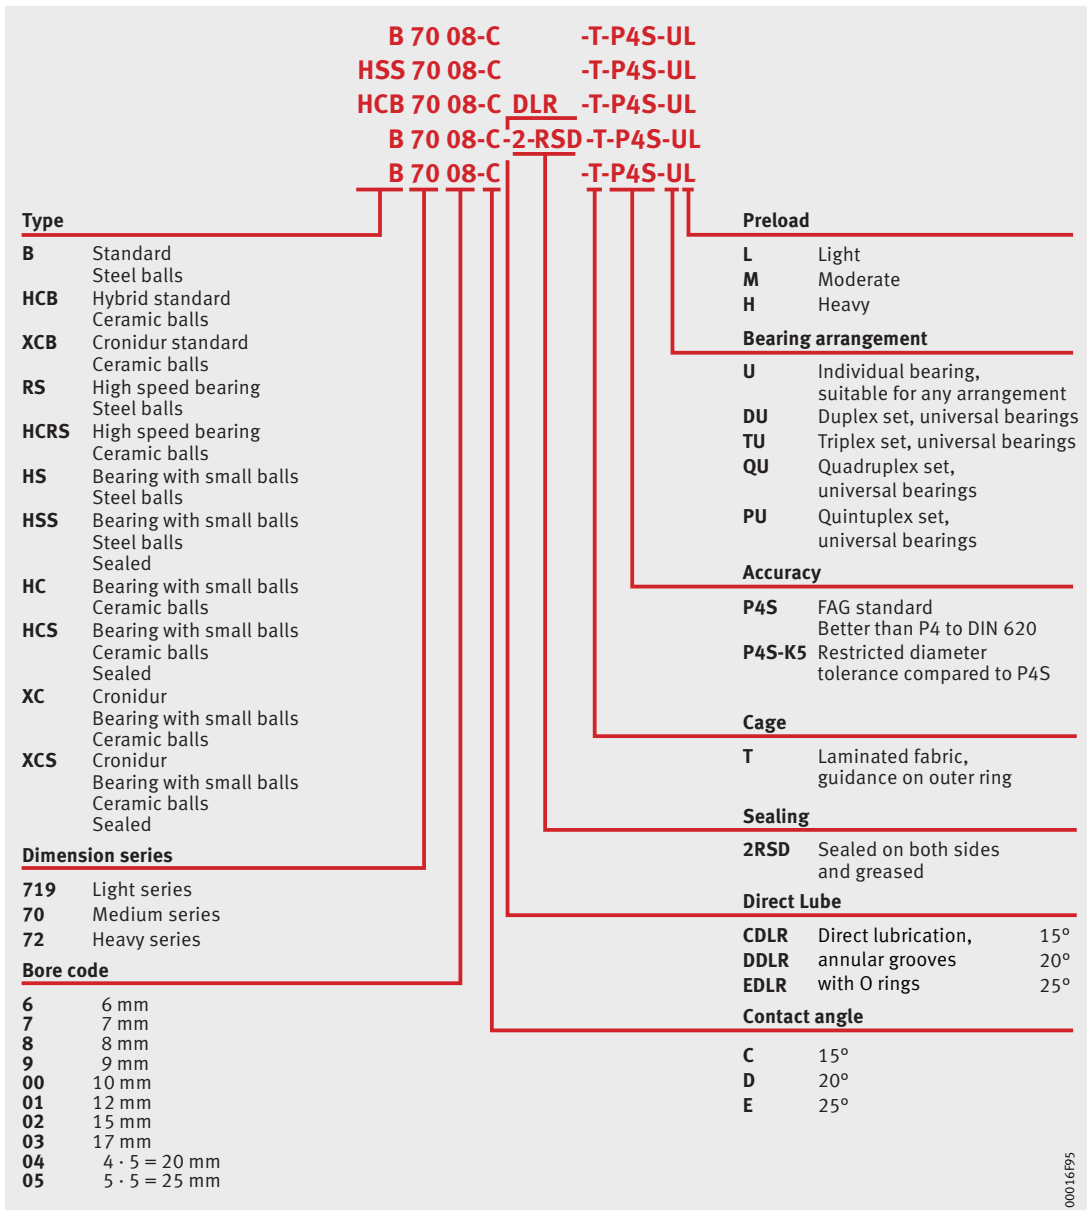 B 70 08-C -T-P4S-UL
HSS 70 08-C -T-P4S-UL
HCB 70 08-C DLR -T-P4S-UL
B 70 08-C-2-RSD-T-P4S-UL
B 70 08-C -T-P4S-UL
Type
B Standard
Steel balls
HCB Hybrid standard
Ceramic balls
XCB Cronidur standard
Ceramic balls
RS High speed bearing
Steel balls
HCRS High speed bearing
Ceramic balls
HS Bearing with small balls
Steel balls
HSS Bearing with small balls
Steel balls
Sealed
HC Bearing with small balls
Ceramic balls
HCS Bearing with small balls
Ceramic balls
Sealed
XC Cronidur
Bearing with small balls
Ceramic balls
XCS Cronidur
Bearing with small balls
Ceramic balls
Sealed
Dimension series
719 Light series
70 Medium series
72 Heavy series
Bore code
6 6 mm
7 7 mm
8 8 mm
9 9 mm
00 10 mm
01 12 mm
02 15 mm
03 17 mm
04 4 · 5 = 20 mm
05 5 · 5 = 25 mm
Preload
L Light
M Moderate
H Heavy
Bearing arrangement
U Individual bearing,
suitable for any arrangement
DU Duplex set, universal bearings
TU Triplex set, universal bearings
QU Quadruplex set,
universal bearings
PU Quintuplex set,
universal bearings
Accuracy
P4S FAG standard
Better than P4 to DIN 620
P4S-K5 Restricted diameter
tolerance compared to P4S
Cage
T Laminated fabric,
guidance on outer ring
Sealing
2RSD Sealed on both sides
and greased
Direct Lube
CDLR Direct lubrication, 15°
DDLR annular grooves 20°
EDLR with O rings 25°
Contact angle
C 15°
D 20°
E 25°
00016F95